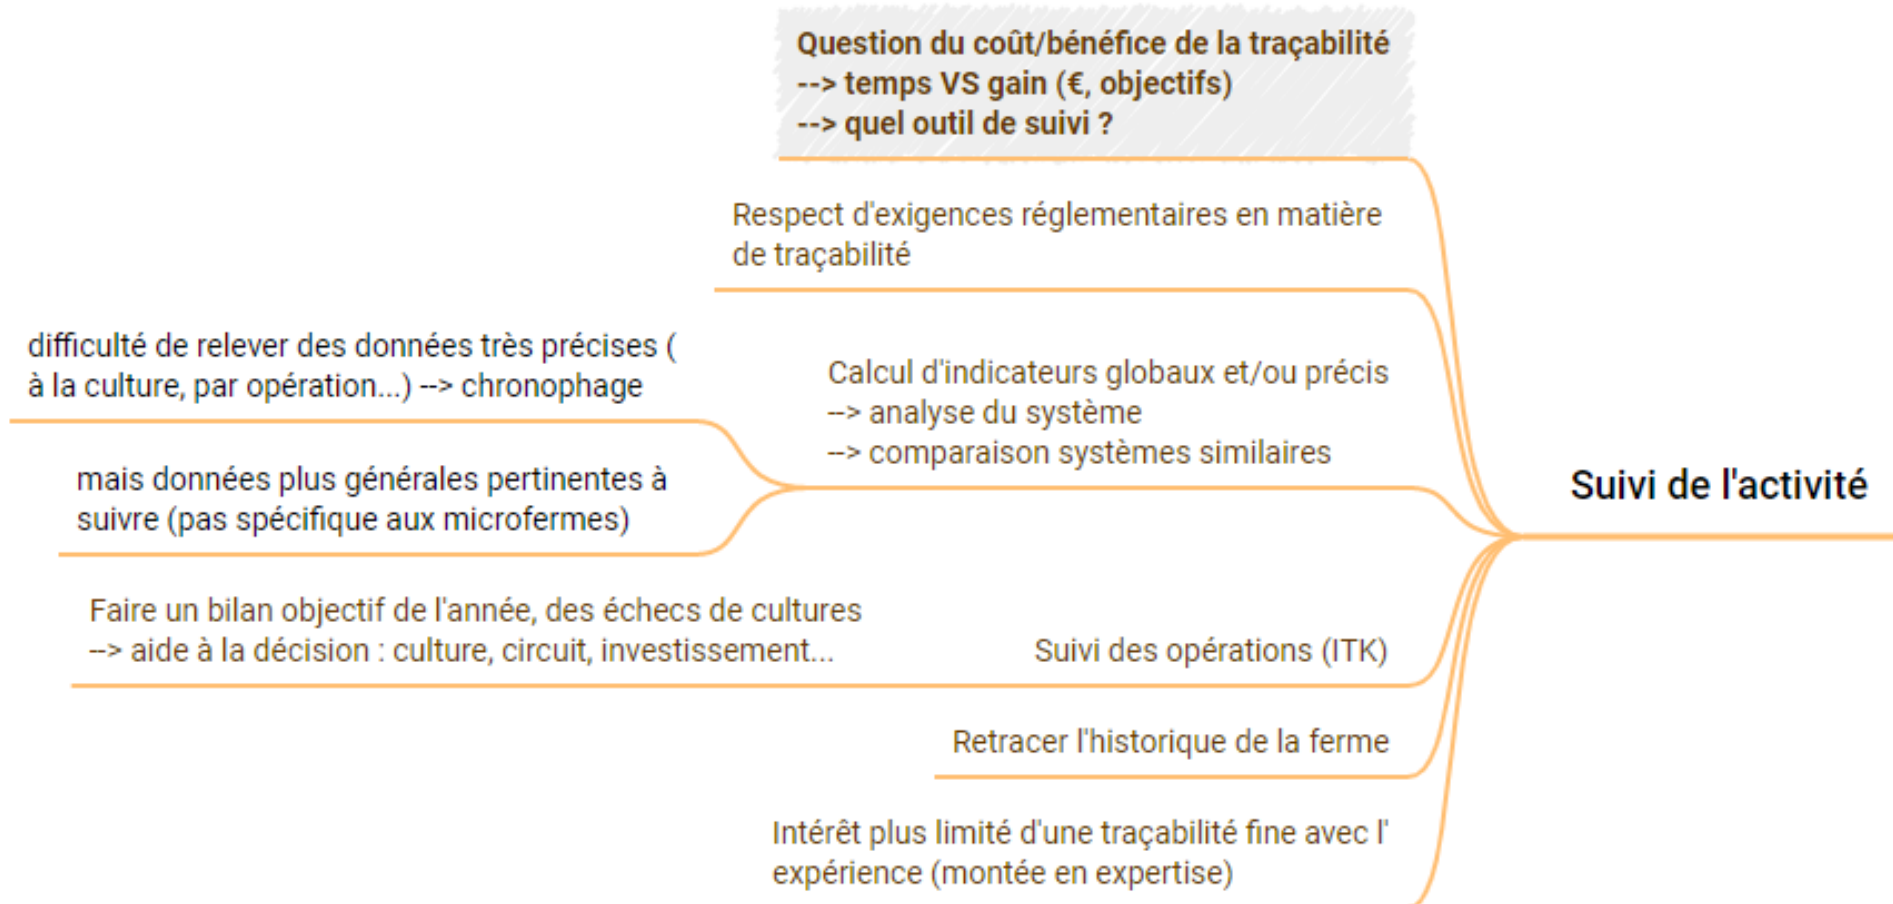 Question du coût/bénéfice de la traçabilité
--> temps VS gain (€, objectifs)
--> quel outil de suivi ?
Respect d'exigences réglementaires en matière
de traçabilité
difficulté de relever des données très précises (
à la culture, par opération...) --> chronophage
mais données plus générales pertinentes à
suivre (pas spécifique aux microfermes)
Calcul d'indicateurs globaux et/ou précis
--> analyse du système
--> comparaison systèmes similaires
Suivi de l'activité
Faire un bilan objectif de l'année, des échecs de cultures
--> aide à la décision : culture, circuit, investissement...
Suivi des opérations (ITK)
Retracer l'historique de la ferme
Intérêt plus limité d'une traçabilité fine avec l'
expérience (montée en expertise)